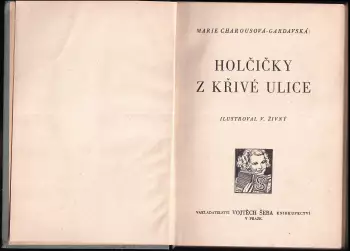 MARIE CHAROUSOVÁ-GARDAVSKÁ:
HOLČIČKY
Z KŘIVÉ ULICE
ILUSTROVAL V. ŽIVNÝ
NAKLADATELSTVÍ VOJTĚCH ŠEBA KNIHKUPECTVÍ
V PRAZE